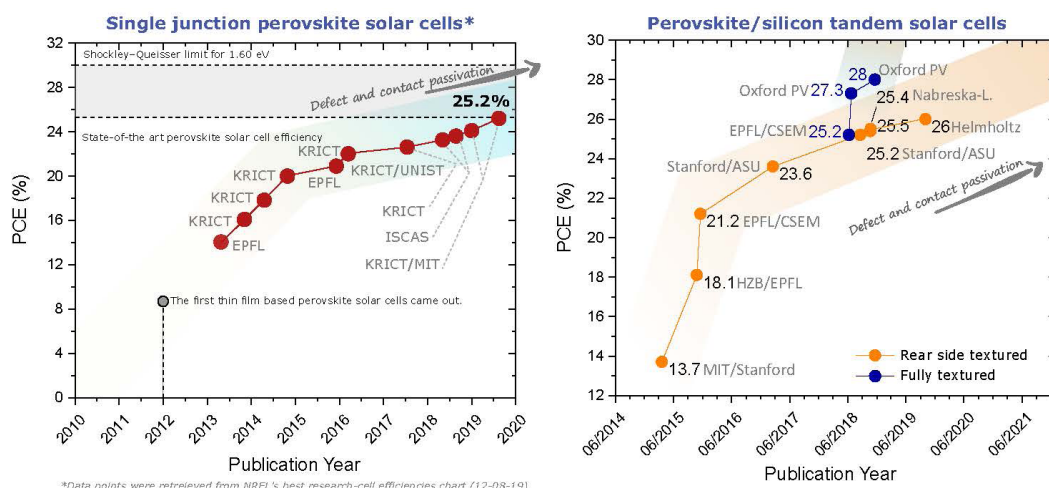 Single junction perovskite solar cells*
32
28
24
20
16
12
8
4
0
PCE (%)
Shockley-Queisser limit for 1.60 eV
Defect and contact passivation
25.2%
State-of-the art perovskite solar cell efficiency
KRICT
KRICT/UNIST
KRICT
EPFL
KRICT
KRICT
EPFL
KRICT
ISCAS
KRICT/MIT
The first thin film based perovskite solar cells came out.
2010
2011
2012
2013
2014
2015
2016
2017
2018
2019
2020
Publication Year
*Data points were retreieved from NREL's best research-cell efficiencies chart (12-08-19)
Perovskite/silicon tandem solar cells
30
28
26
24
22
20
18
16
14
12
PCE (%)
28 Oxford PV
Oxford PV 27.3
25.4 Nabreska-L.
EPFL/CSEM 25.2
25.5
26 Helmholtz
25.2 Stanford/ASU
Stanford/ASU
23.6
21.2 EPFL/CSEM
Defect and contact passivation
18.1 HZB/EPFL
13.7 MIT/Stanford
Rear side textured
Fully textured
06/2014
06/2015
06/2016
06/2017
06/2018
06/2019
06/2020
06/2021
Publication Year